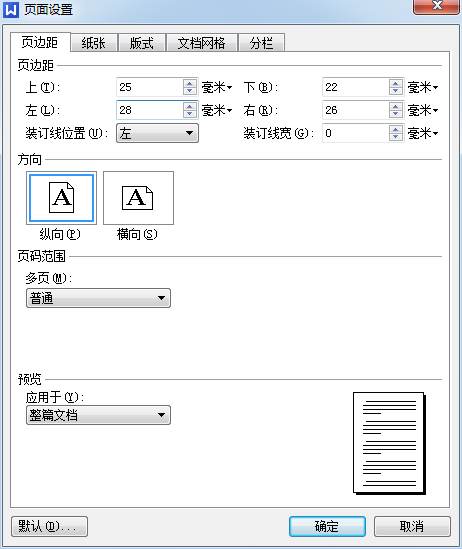 页面设置
页边距 纸张 版式 文档网格 分栏
页边距
上(T): 25 毫米 下(B): 22 毫米
左(L): 28 毫米 右(R): 26 毫米
装订线位置(U): 左 装订线宽(G): 0 毫米
方向
A A
纵向(P) 横向(S)
页码范围
多页(M):
普通
预览
应用于(Y):
整篇文档
默认(D)... 确定 取消